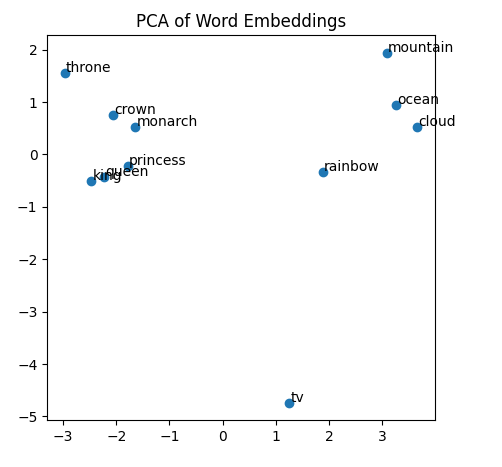 PCA of Word Embeddings
2
1
0
−1
−2
−3
−4
−5
throne
mountain
crown
monarch
ocean
cloud
princess
queen
king
rainbow
tv
−3 −2 −1 0 1 2 3